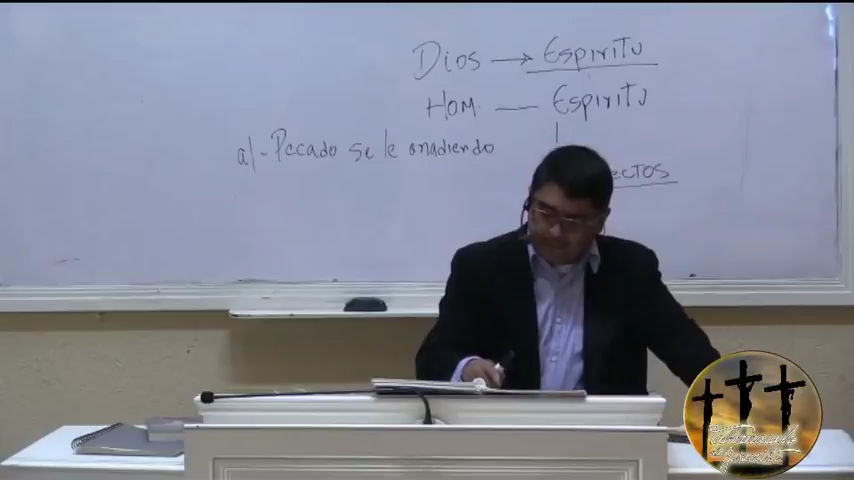 Dios → Espiritu
Hom — Espiritu
a)- Pecado se le anadiendo
ectos